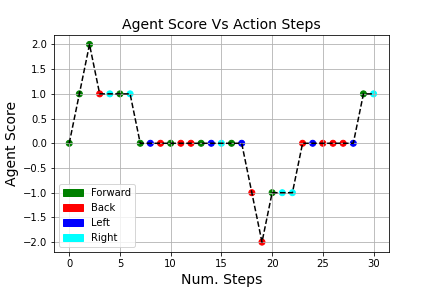 Agent Score Vs Action Steps
2.0
1.5
1.0
0.5
0.0
−0.5
−1.0
−1.5
−2.0
Agent Score
Forward
Back
Left
Right
0 5 10 15 20 25 30
Num. Steps